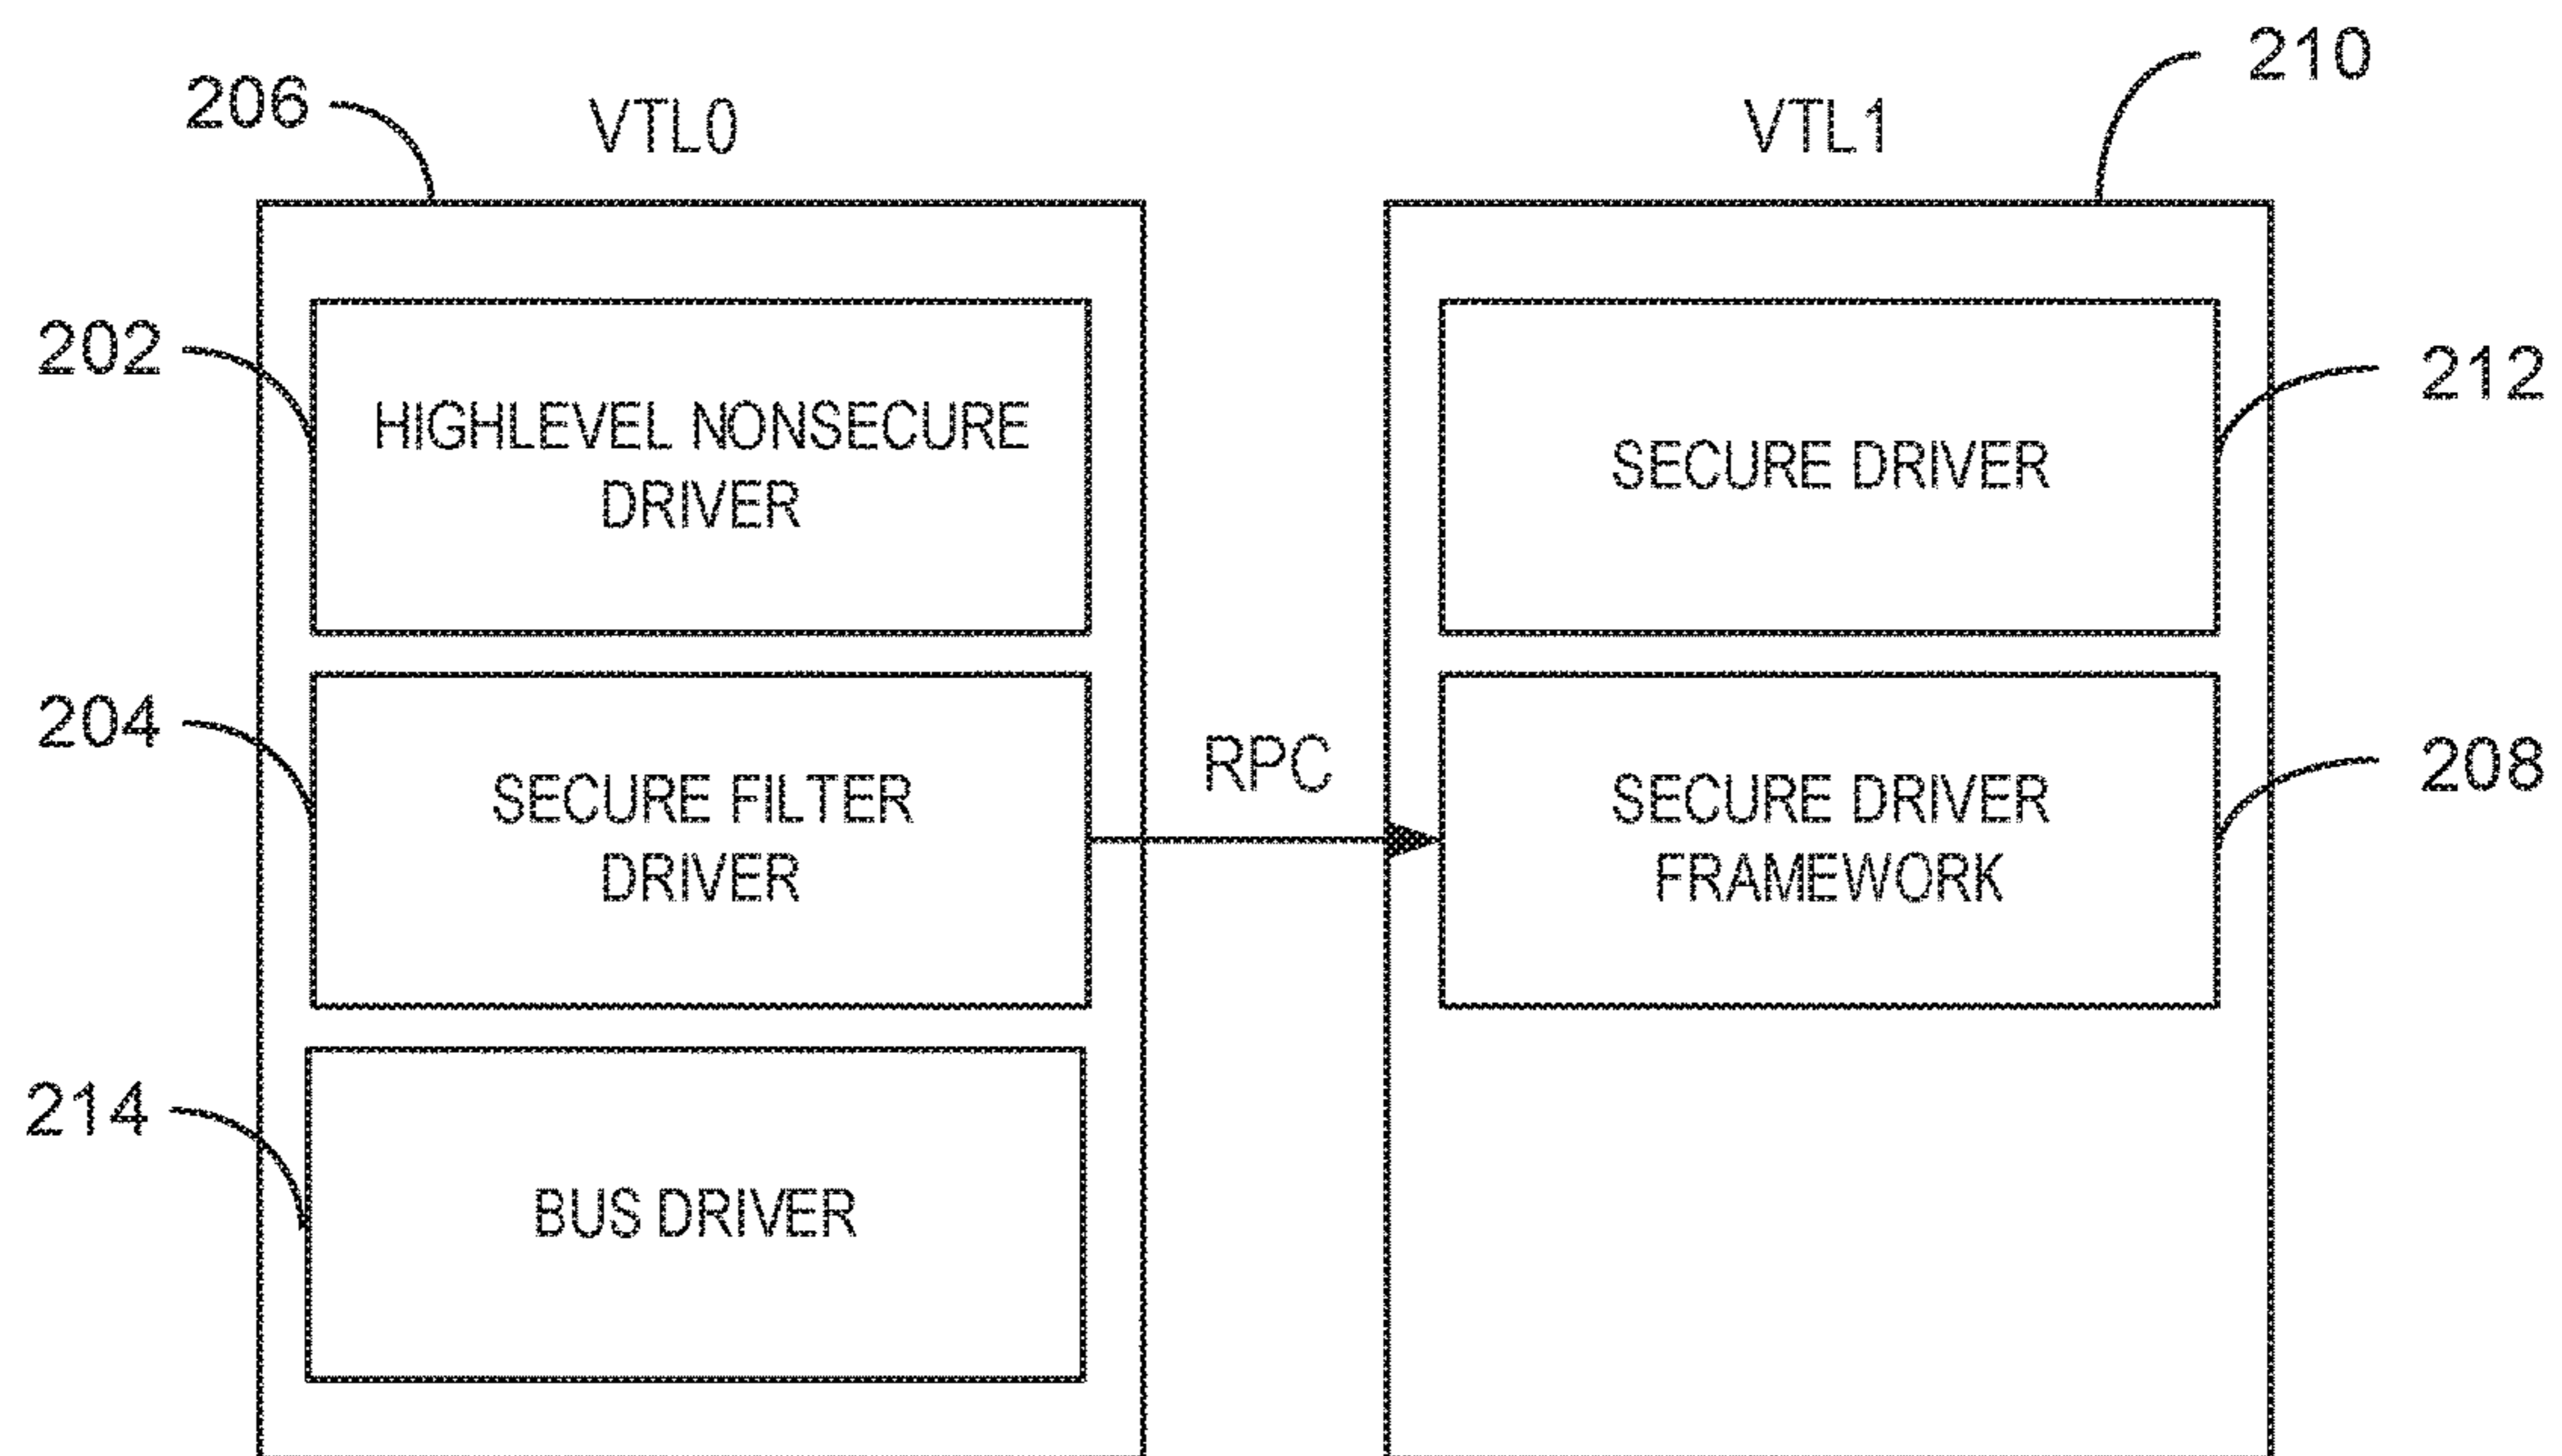 206
VTL0
VTL1
210
202
HIGHLEVEL NONSECURE
DRIVER
SECURE DRIVER
212
204
SECURE FILTER
DRIVER
RPC
SECURE DRIVER
FRAMEWORK
208
214
BUS DRIVER